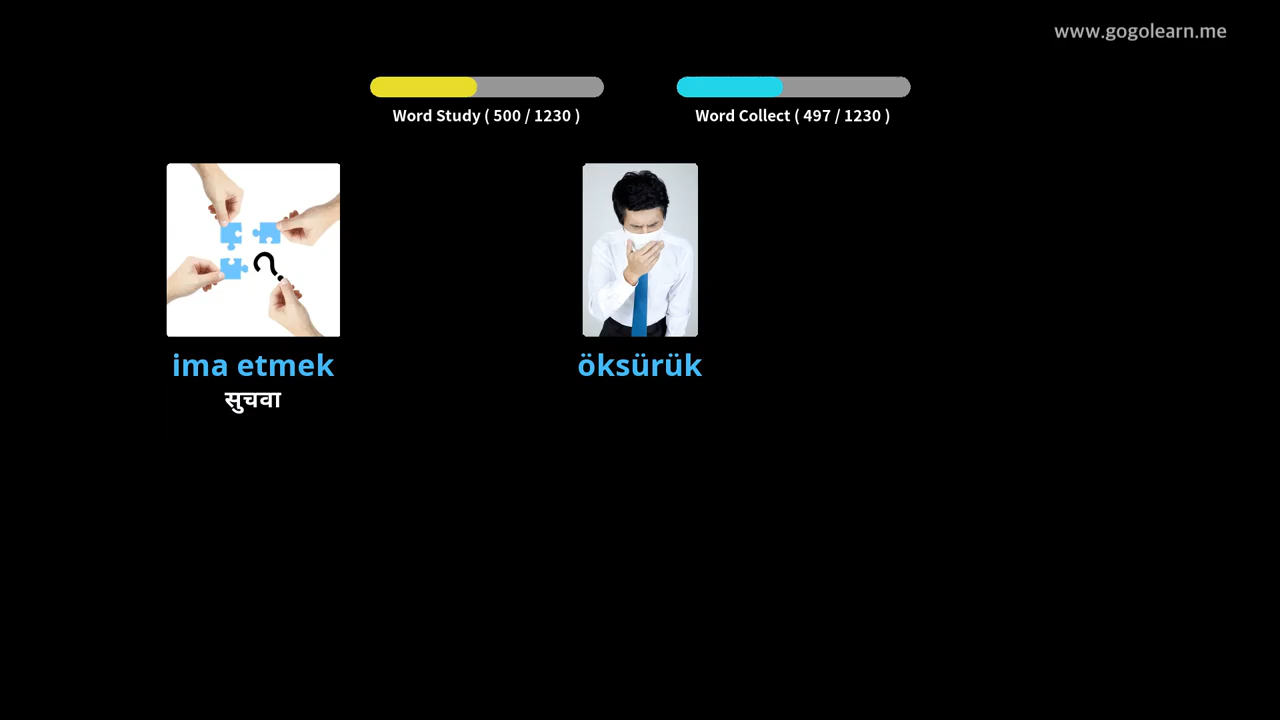 www.gogolearn.me
Word Study ( 500 / 1230 )
Word Collect ( 497 / 1230 )
ima etmek
सुचवा
öksürük